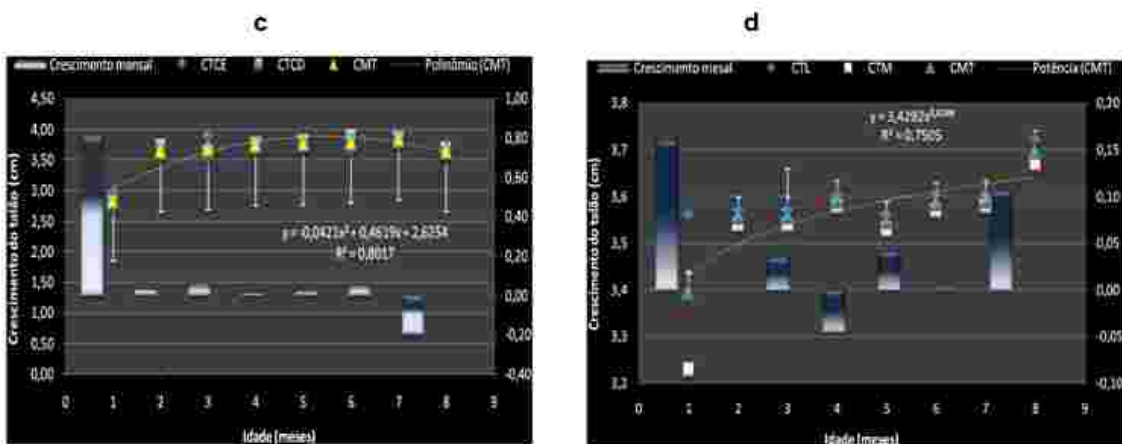 c
d
Crescimento mensal CTCE CTCD CMT Polinômio (CMT)
4,50
4,00
3,50
3,00
2,50
2,00
1,50
1,00
0,50
0,00
1,00
0,80
0,60
0,40
0,20
0,00
-0,20
-0,40
Crescimento do talão (cm)
y = -0,0421x² + 0,4619x + 2,6254
R² = 0,8017
0 1 2 3 4 5 6 7 8 9
Idade (meses)
Crescimento mesal CTL CTM CMT Potência (CMT)
3,8
3,7
3,6
3,5
3,4
3,3
3,2
0,20
0,15
0,10
0,05
0,00
-0,05
-0,10
Crescimento do talão (cm)
R² = 0,7505
0 1 2 3 4 5 6 7 8 9
Idade (meses)